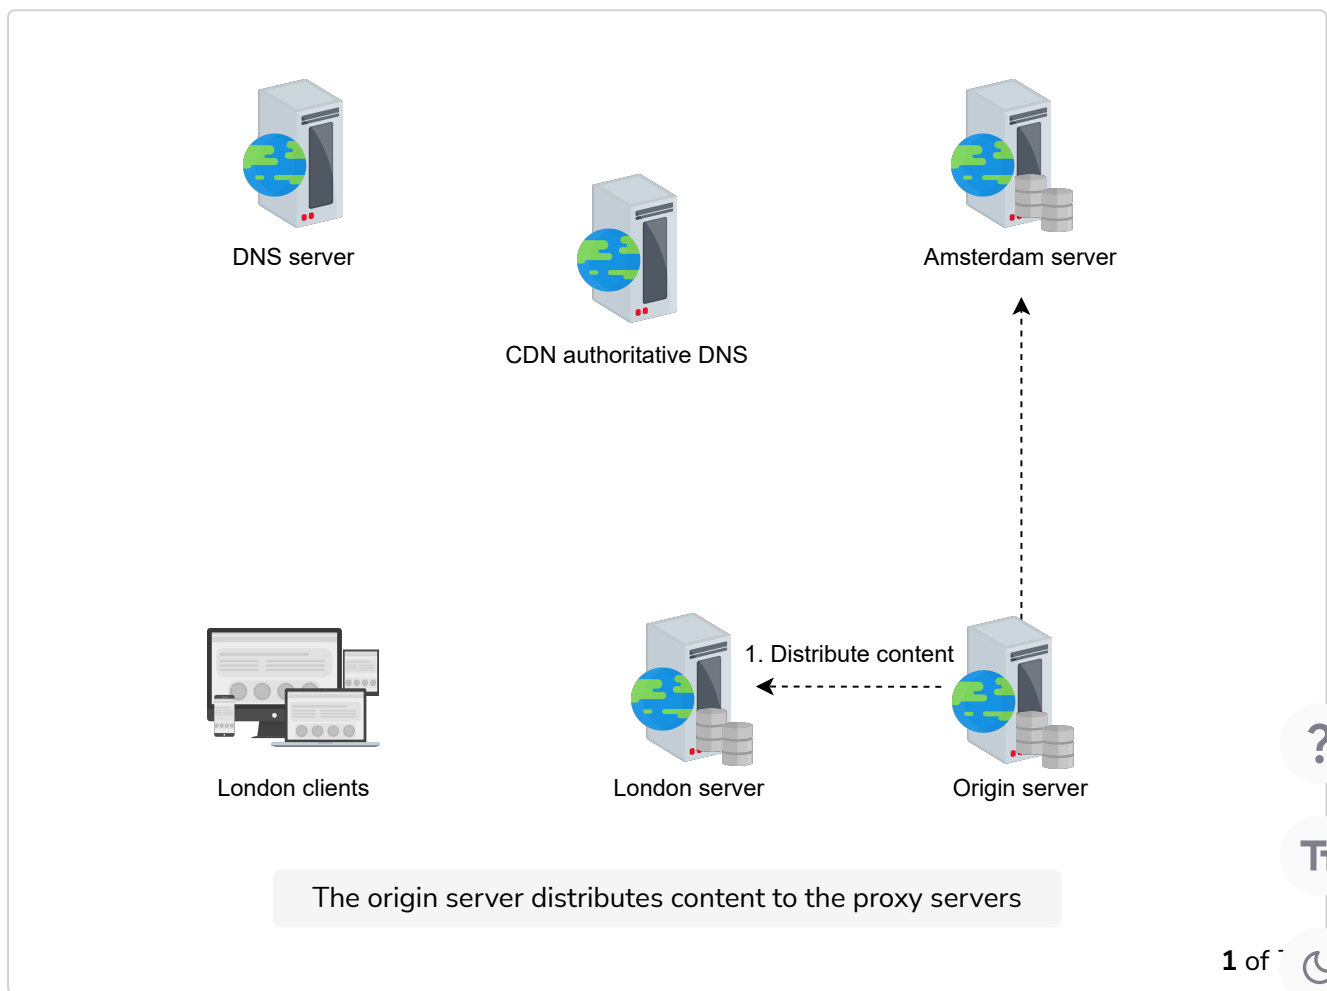 DNS server
Amsterdam server
CDN authoritative DNS
1. Distribute content
London clients
London server
Origin server
?
The origin server distributes content to the proxy servers
1 of